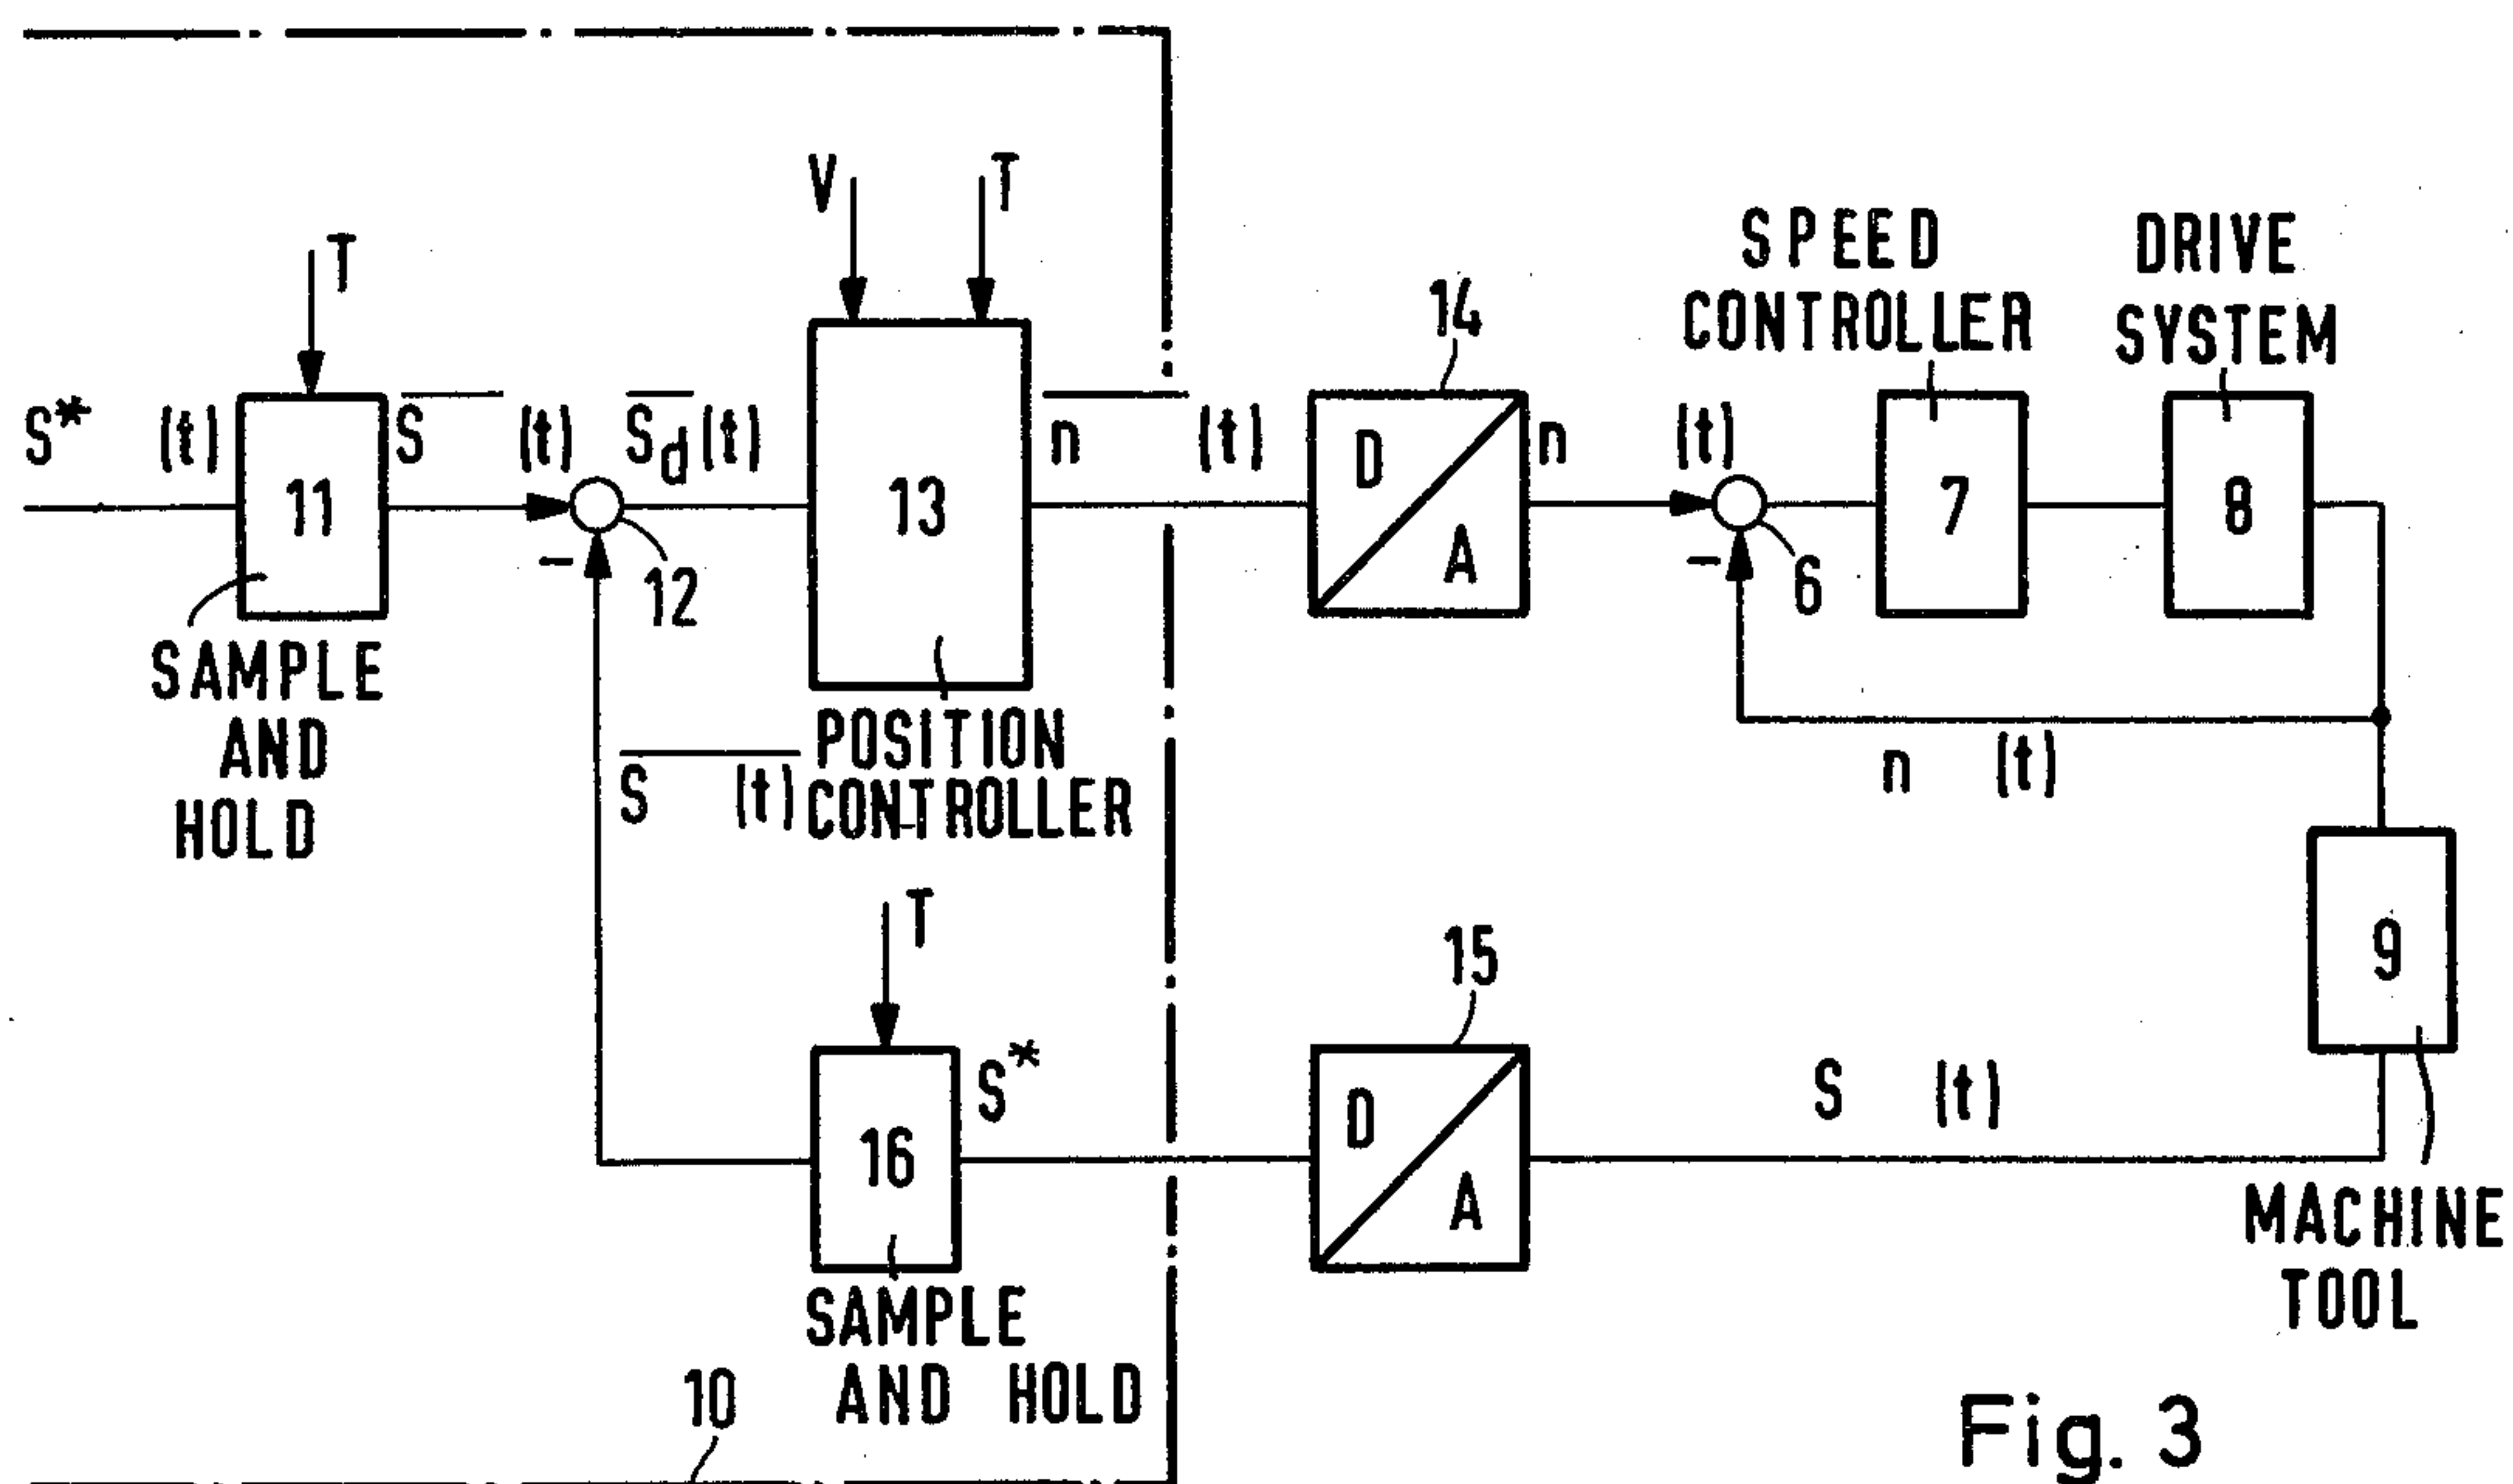 V
T
T
SPEED
CONTROLLER
DRIVE
SYSTEM
14
S* (t)
11
S̅ (t)
S̅d(t)
13
n̅ (t)
D
A
n (t)
7
8
-
12
-
6
SAMPLE
AND
HOLD
POSITION
CONTROLLER
S̅ (t)
n (t)
T
9
15
16
S*
D
A
S (t)
MACHINE
TOOL
SAMPLE
AND HOLD
10
Fig. 3